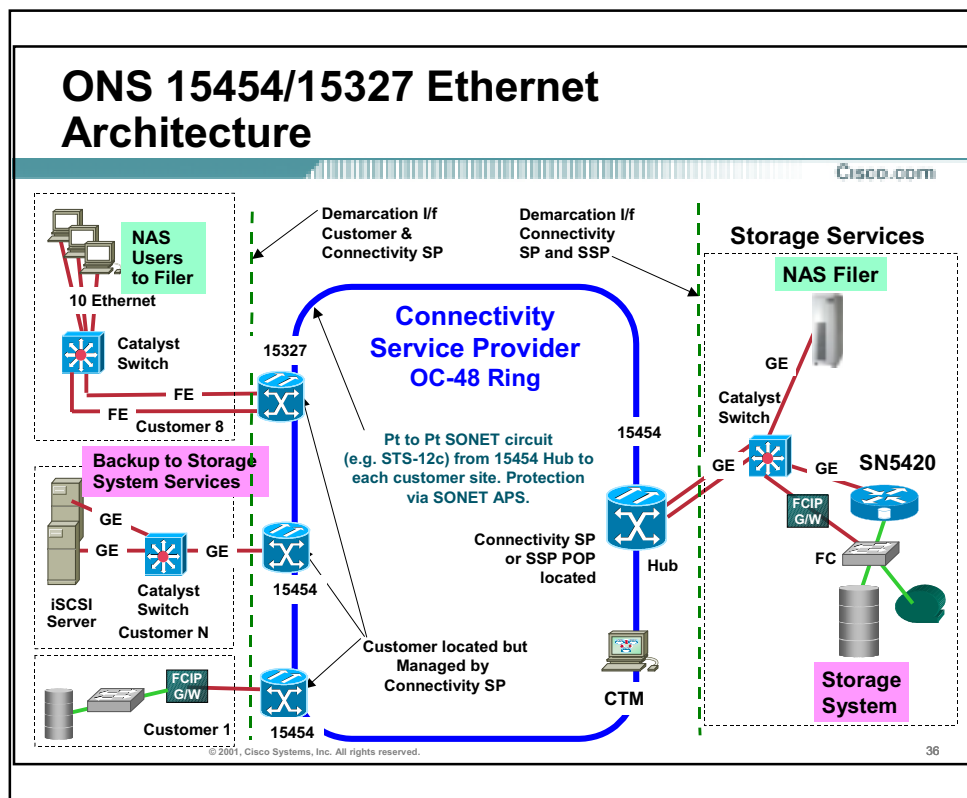 ONS 15454/15327 Ethernet
Architecture
Cisco.com
NAS
Users
to Filer
10 Ethernet
Catalyst
Switch
FE
FE
Customer 8
Demarcation I/f
Customer &
Connectivity SP
Demarcation I/f
Connectivity
SP and SSP
Storage Services
NAS Filer
GE
Catalyst
Switch
GE
GE
SN5420
FCIP
G/W
FC
Storage
System
15327
Connectivity
Service Provider
OC-48 Ring
Pt to Pt SONET circuit
(e.g. STS-12c) from 15454 Hub to
each customer site. Protection
via SONET APS.
15454
Connectivity SP
or SSP POP
located
Hub
Backup to Storage
System Services
GE
GE
GE
iSCSI
Server
Catalyst
Switch
Customer N
15454
Customer located but
Managed by
Connectivity SP
CTM
FCIP
G/W
Customer 1
15454
© 2001, Cisco Systems, Inc. All rights reserved.
36